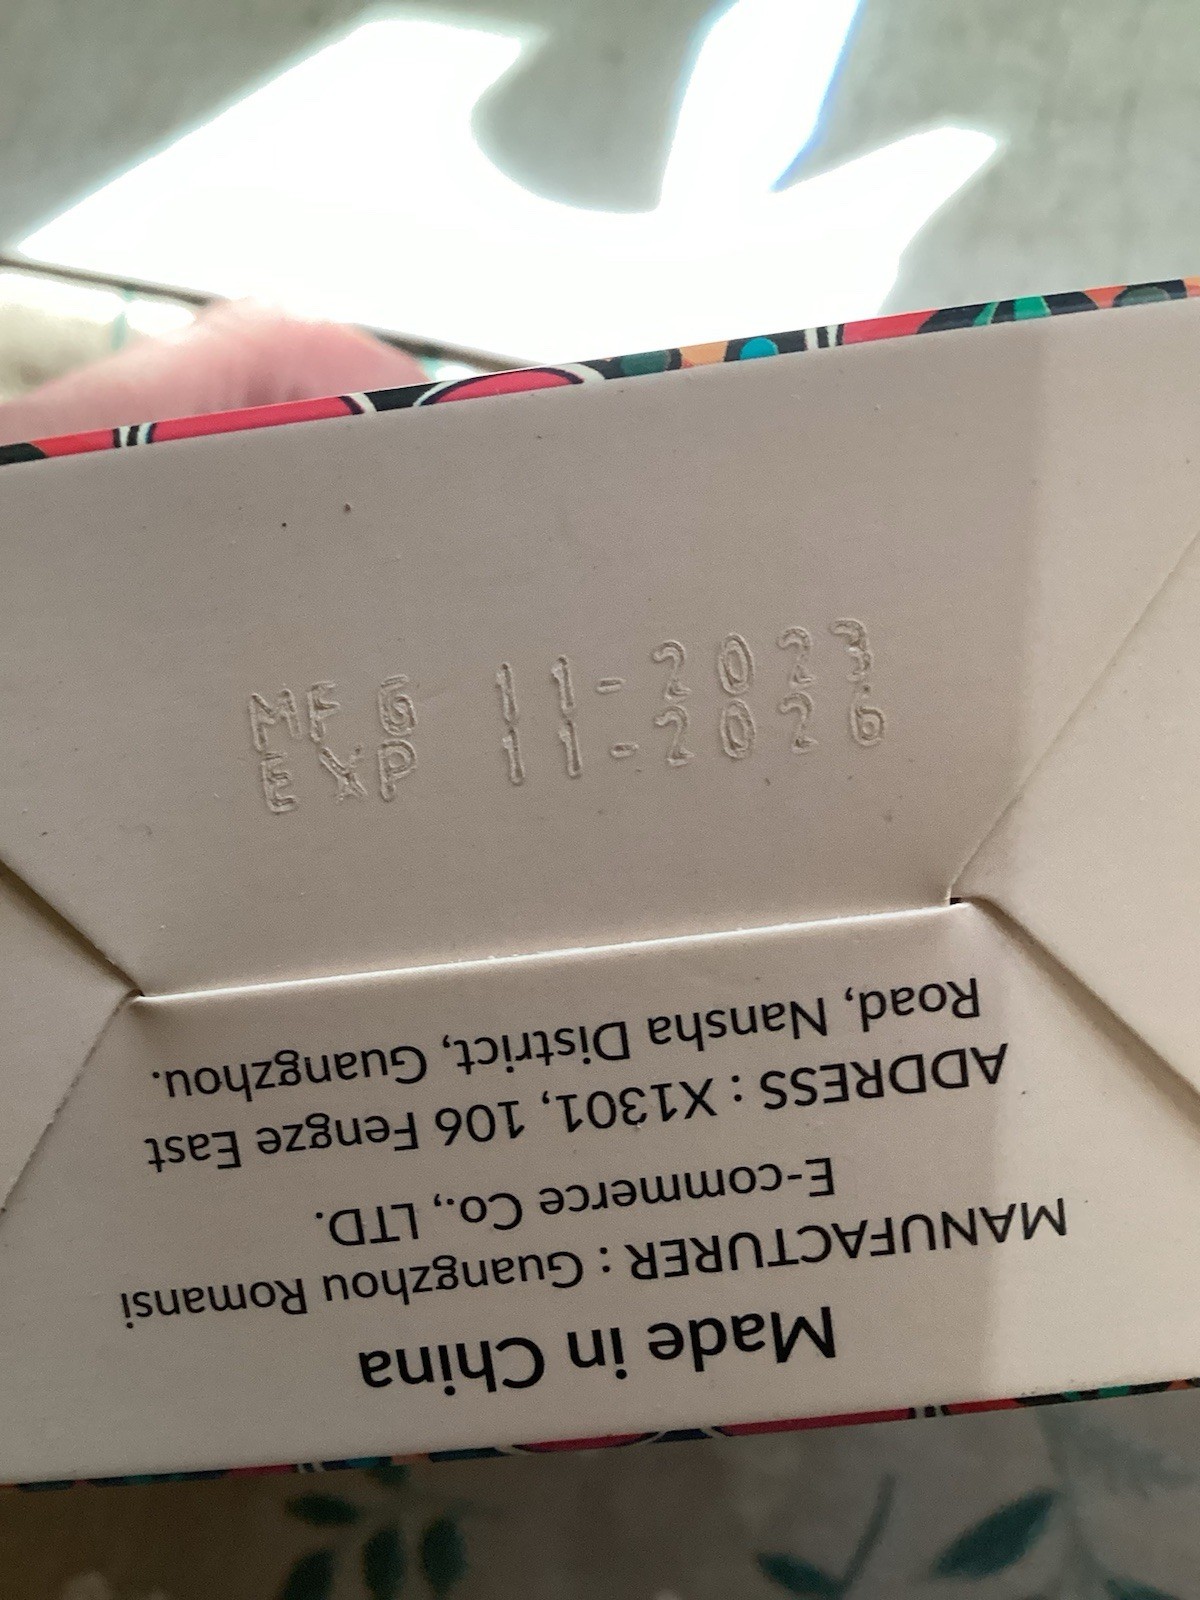 MFG 11-2023
EXP 11-2026
Made in China
MANUFACTURER : Guangzhou Romansi
E-commerce Co., LTD.
ADDRESS : X1301, 106 Fengze East
Road, Nansha District, Guangzhou.